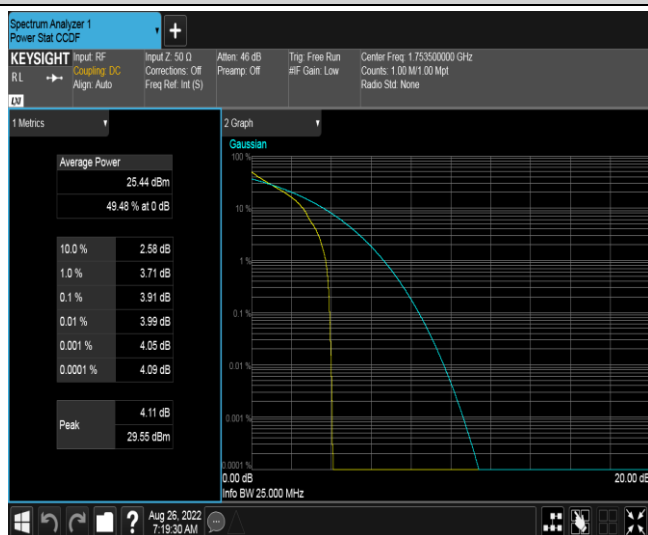 Spectrum Analyzer 1
Power Stat CCDF
+
KEYSIGHT
RL
LXI
Input: RF
Coupling: DC
Align: Auto
Input Z: 50 Ω
Corrections: Off
Freq Ref: Int (S)
Atten: 46 dB
Preamp: Off
Trig: Free Run
#IF Gain: Low
Center Freq: 1.753500000 GHz
Counts: 1.00 M/1.00 Mpt
Radio Std: None
1 Metrics
Average Power
25.44 dBm
49.48 % at 0 dB
10.0 % 2.58 dB
1.0 % 3.71 dB
0.1 % 3.91 dB
0.01 % 3.99 dB
0.001 % 4.05 dB
0.0001 % 4.09 dB
Peak
4.11 dB
29.55 dBm
2 Graph
Gaussian
100 %
10 %
1 %
0.1 %
0.01 %
0.001 %
0.0001 %
0.00 dB
20.00 dB
Info BW 25.000 MHz
?
Aug 26, 2022
7:19:30 AM